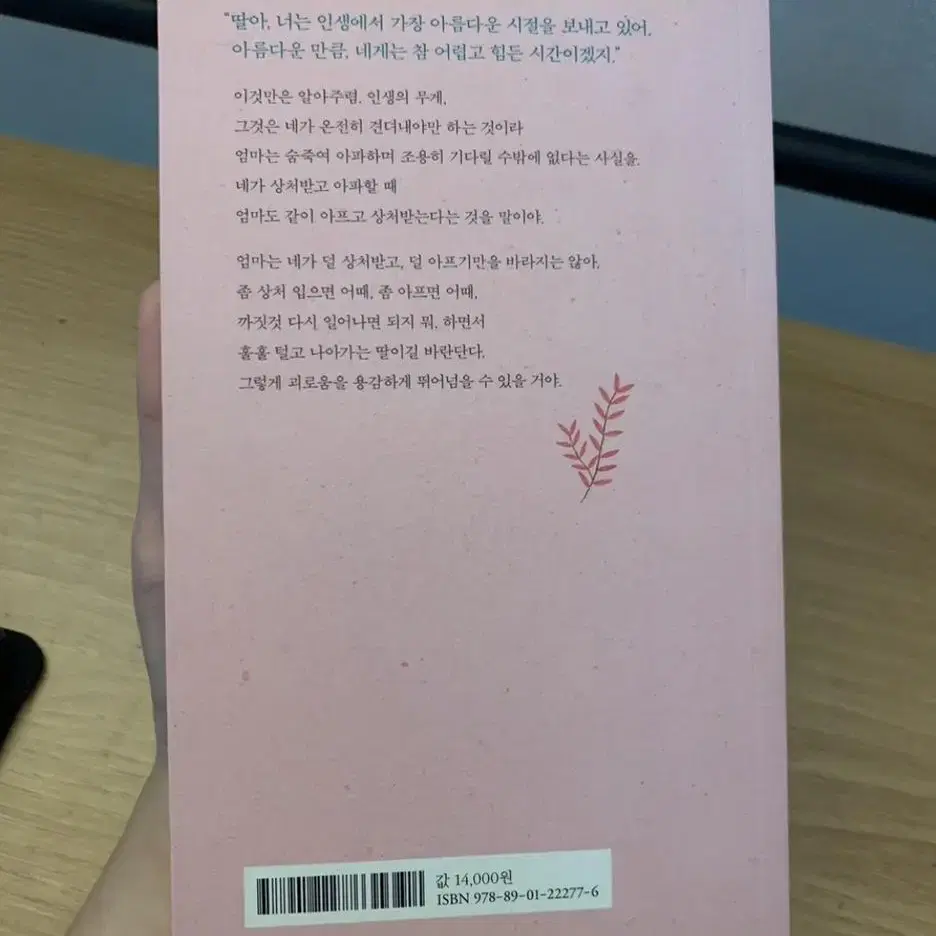 "딸아, 너는 인생에서 가장 아름다운 시절을 보내고 있어.
아름다운 만큼, 네게는 참 어렵고 힘든 시간이겠지."
이것만은 알아주렴. 인생의 무게,
그것은 네가 온전히 견뎌내야만 하는 것이라
엄마는 숨죽여 아파하며 조용히 기다릴 수밖에 없다는 사실을.
네가 상처받고 아파할 때
엄마도 같이 아프고 상처받는다는 것을 말이야.
엄마는 네가 덜 상처받고, 덜 아프기만을 바라지는 않아.
좀 상처 입으면 어때, 좀 아프면 어때,
까짓것 다시 일어나면 되지 뭐, 하면서
훌훌 털고 나아가는 딸이길 바란단다.
그렇게 괴로움을 용감하게 뛰어넘을 수 있을 거야.
값 14,000원
ISBN 978-89-01-22277-6